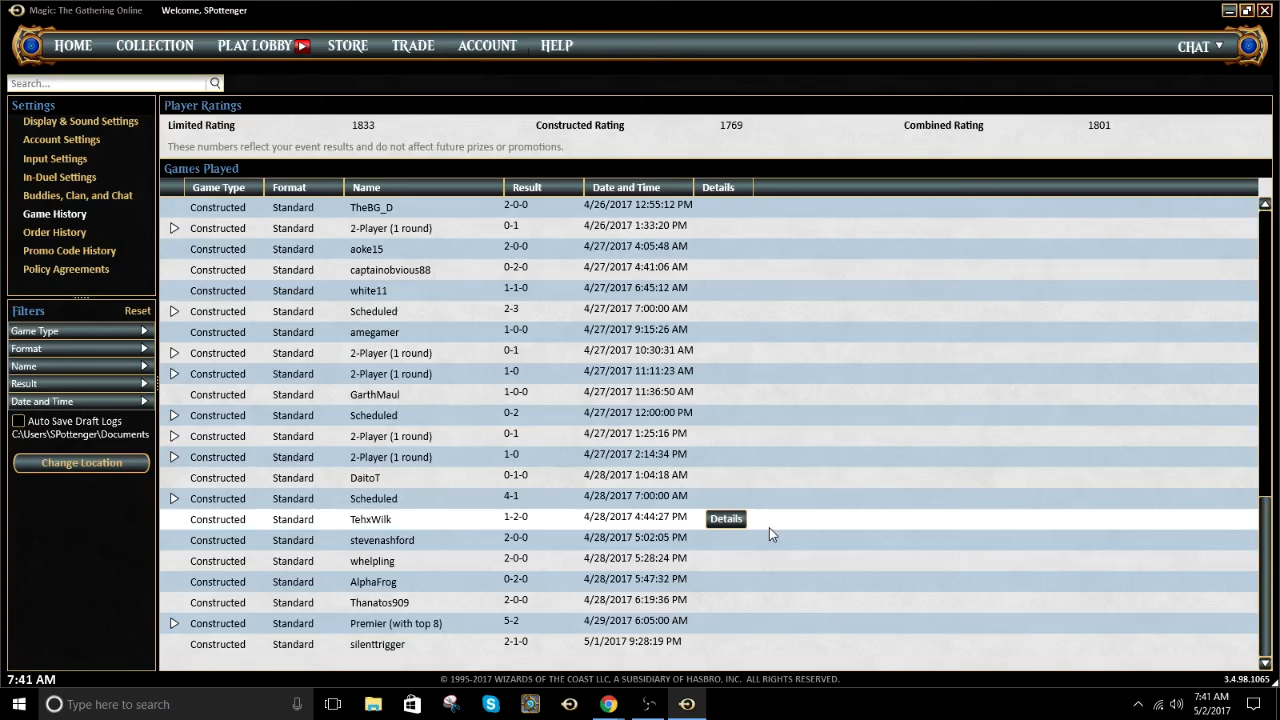 Magic: The Gathering Online Welcome, SPottenger
HOME COLLECTION PLAY LOBBY STORE TRADE ACCOUNT HELP CHAT
Search...
Settings
Display & Sound Settings
Account Settings
Input Settings
In-Duel Settings
Buddies, Clan, and Chat
Game History
Order History
Promo Code History
Policy Agreements
Filters Reset
Game Type
Format
Name
Result
Date and Time
Auto Save Draft Logs
C:\Users\SPottenger\Documents
Change Location
Player Ratings
Limited Rating 1833 Constructed Rating 1769 Combined Rating 1801
These numbers reflect your event results and do not affect future prizes or promotions.
Games Played
Game Type Format Name Result Date and Time Details
Constructed Standard TheBG_D 2-0-0 4/26/2017 12:55:12 PM
Constructed Standard 2-Player (1 round) 0-1 4/26/2017 1:33:20 PM
Constructed Standard aoke15 2-0-0 4/27/2017 4:05:48 AM
Constructed Standard captainobvious88 0-2-0 4/27/2017 4:41:06 AM
Constructed Standard white11 1-1-0 4/27/2017 6:45:12 AM
Constructed Standard Scheduled 2-3 4/27/2017 7:00:00 AM
Constructed Standard amegamer 1-0-0 4/27/2017 9:15:26 AM
Constructed Standard 2-Player (1 round) 0-1 4/27/2017 10:30:31 AM
Constructed Standard 2-Player (1 round) 1-0 4/27/2017 11:11:23 AM
Constructed Standard GarthMaul 1-0-0 4/27/2017 11:36:50 AM
Constructed Standard Scheduled 0-2 4/27/2017 12:00:00 PM
Constructed Standard 2-Player (1 round) 0-1 4/27/2017 1:25:16 PM
Constructed Standard 2-Player (1 round) 1-0 4/27/2017 2:14:34 PM
Constructed Standard DaitoT 0-1-0 4/28/2017 1:04:18 AM
Constructed Standard Scheduled 4-1 4/28/2017 7:00:00 AM
Constructed Standard TehxWilk 1-2-0 4/28/2017 4:44:27 PM Details
Constructed Standard stevenashford 2-0-0 4/28/2017 5:02:05 PM
Constructed Standard whelpling 2-0-0 4/28/2017 5:28:24 PM
Constructed Standard AlphaFrog 0-2-0 4/28/2017 5:47:32 PM
Constructed Standard Thanatos909 2-0-0 4/28/2017 6:19:36 PM
Constructed Standard Premier (with top 8) 5-2 4/29/2017 6:05:00 AM
Constructed Standard silenttrigger 2-1-0 5/1/2017 9:28:19 PM
7:41 AM © 1995-2017 WIZARDS OF THE COAST LLC, A SUBSIDIARY OF HASBRO, INC. ALL RIGHTS RESERVED. 3.4.98.1065
Type here to search
7:41 AM
5/2/2017